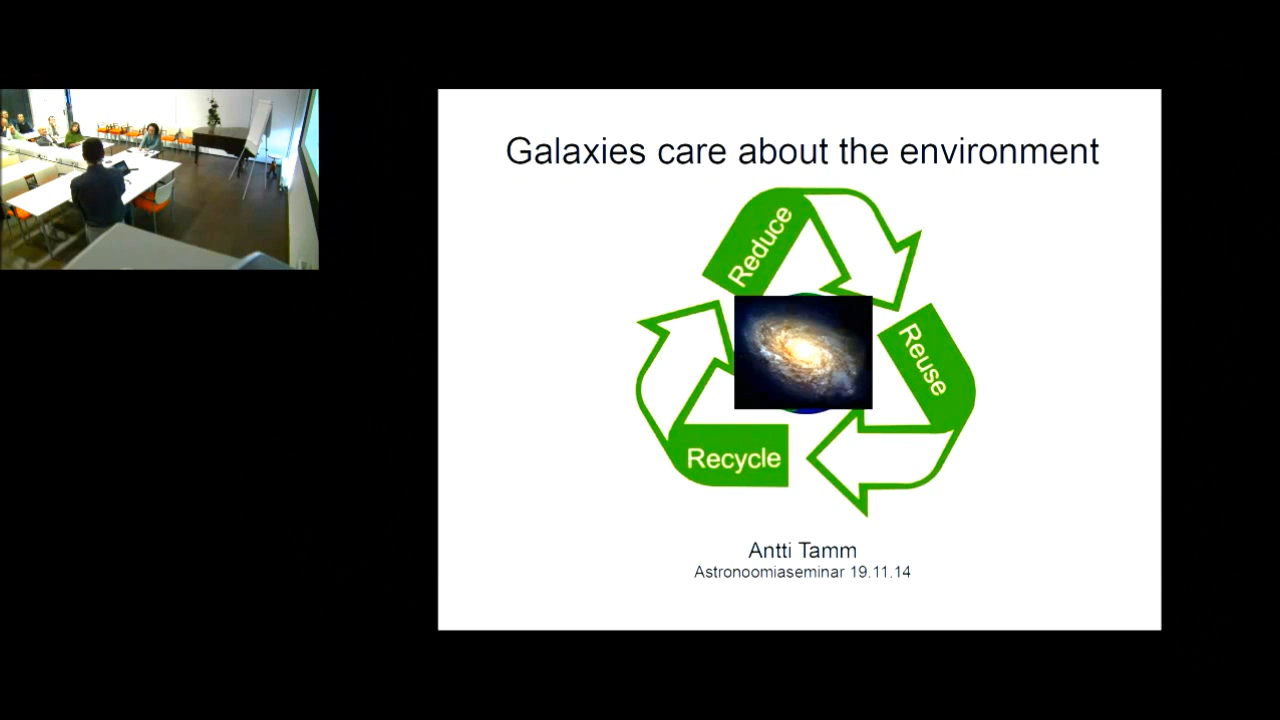 Galaxies care about the environment
Reduce
Reuse
Recycle
Antti Tamm
Astronoomiaseminar 19.11.14